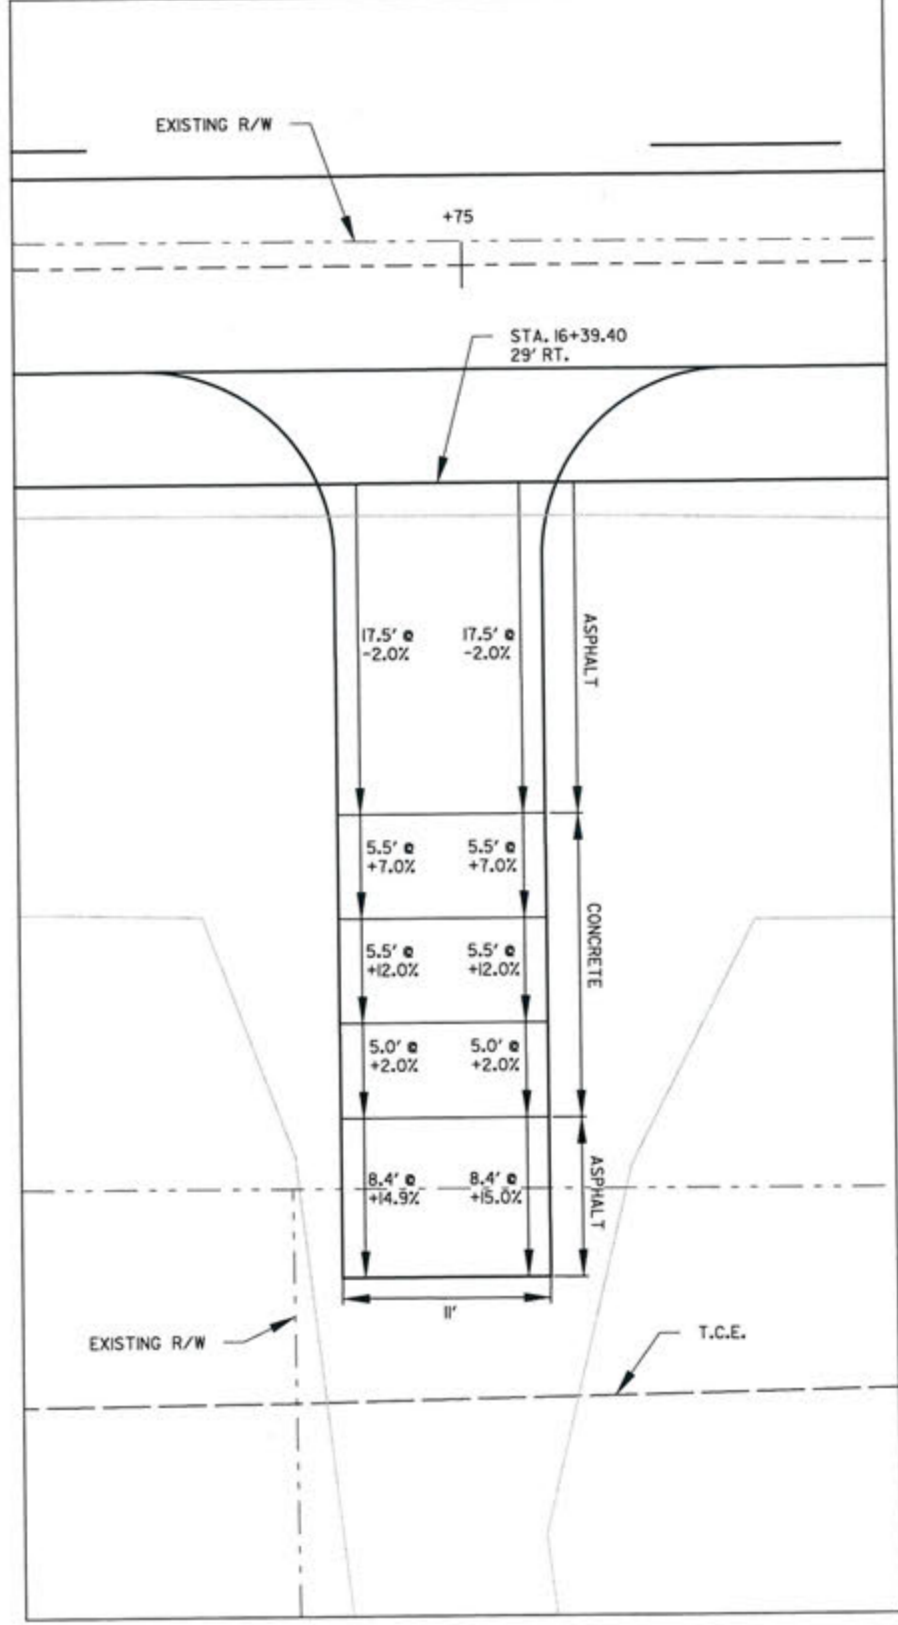 EXISTING R/W
+75
STA. 16+39.40
29' RT.
17.5' @
-2.0%
17.5' @
-2.0%
ASPHALT
5.5' @
+7.0%
5.5' @
+7.0%
CONCRETE
5.5' @
+12.0%
5.5' @
+12.0%
5.0' @
+2.0%
5.0' @
+2.0%
8.4' @
+14.9%
8.4' @
+15.0%
ASPHALT
11'
EXISTING R/W
T.C.E.